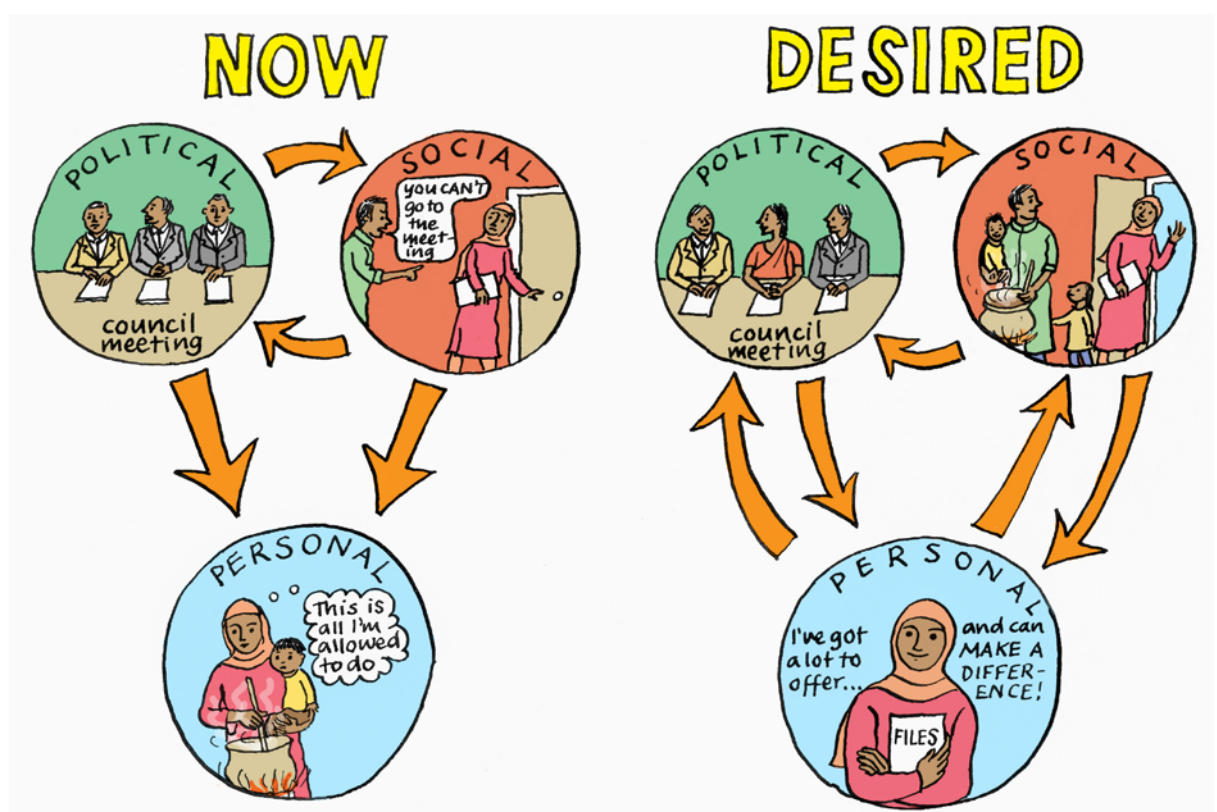 NOW
POLITICAL
council
meeting
SOCIAL
YOU CAN'T
go to
the
meet-
ing
PERSONAL
This is
all I'm
allowed
to do
DESIRED
POLITICAL
council
meeting
SOCIAL
PERSONAL
I've got
a lot to
offer...
and can
MAKE A
DIFFER-
ENCE!
FILES